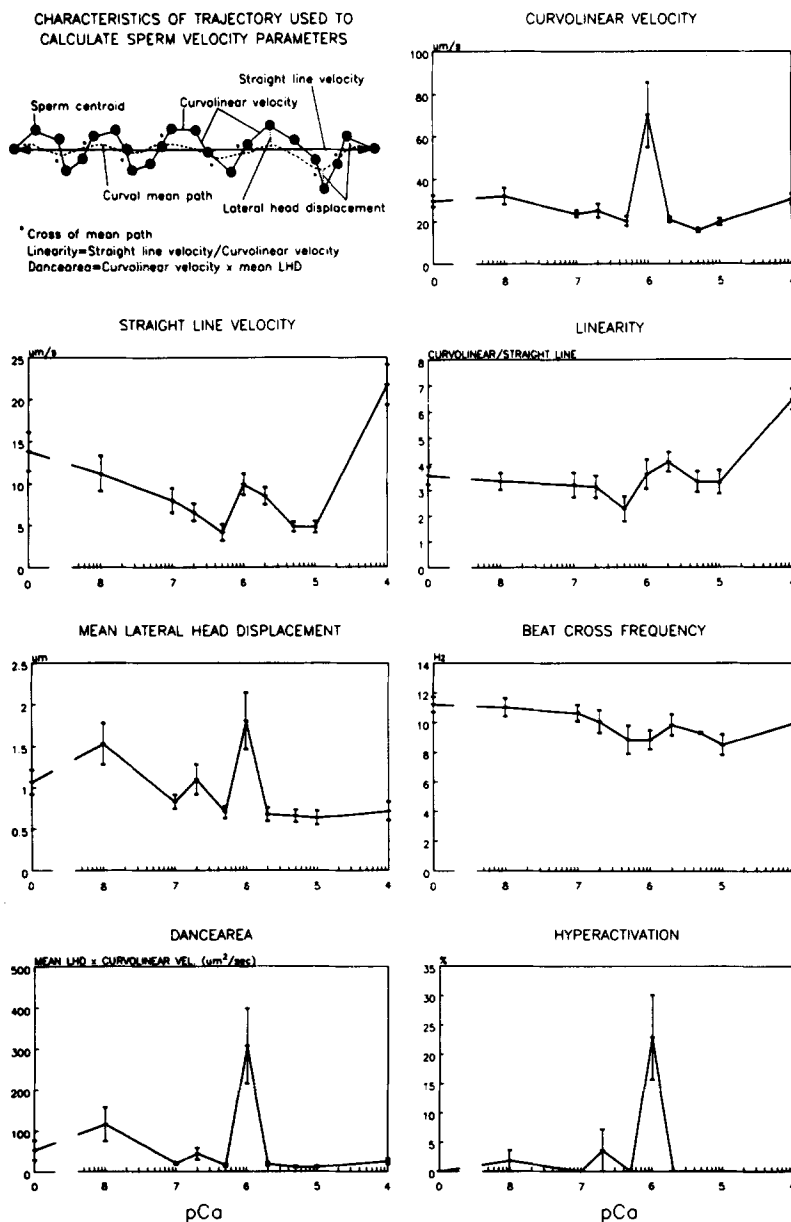 CHARACTERISTICS OF TRAJECTORY USED TO
CALCULATE SPERM VELOCITY PARAMETERS
Straight line velocity
Sperm centroid
Curvolinear velocity
Curval mean path
Lateral head displacement
* Cross of mean path
Linearity=Straight line velocity/Curvolinear velocity
Dancearea=Curvolinear velocity x mean LHD
CURVOLINEAR VELOCITY
um/s
100
80
60
40
20
0
0 8 7 6 5 4
STRAIGHT LINE VELOCITY
um/s
25
20
15
10
5
0
0 8 7 6 5 4
LINEARITY
CURVOLINEAR/STRAIGHT LINE
8
7
6
5
4
3
2
1
0
0 8 7 6 5 4
MEAN LATERAL HEAD DISPLACEMENT
um
2.5
2
1.5
1
0.5
0
0 8 7 6 5 4
BEAT CROSS FREQUENCY
Hz
14
12
10
8
6
4
2
0
0 8 7 6 5 4
DANCEAREA
MEAN LHD x CURVOLINEAR VEL. (um²/sec)
500
400
300
200
100
0
0 8 7 6 5 4
pCa
HYPERACTIVATION
%
35
30
25
20
15
10
5
0
0 8 7 6 5 4
pCa